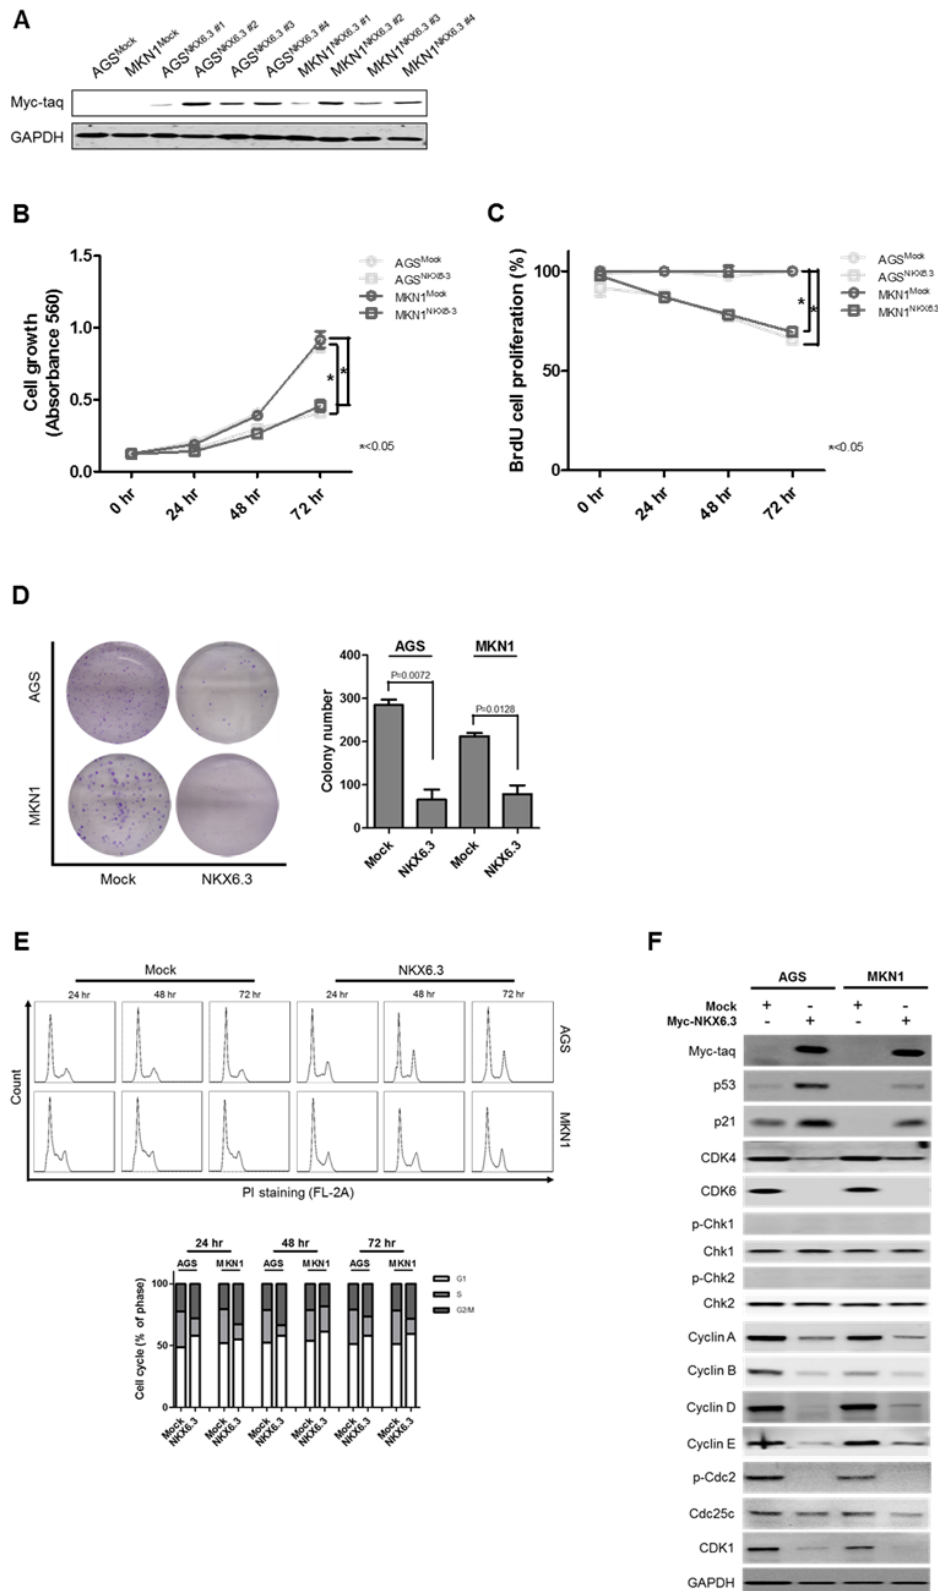 A
AGSMock
MKN1Mock
AGSNKX6.3 #1
AGSNKX6.3 #2
AGSNKX6.3 #3
AGSNKX6.3 #4
MKN1NKX6.3 #1
MKN1NKX6.3 #2
MKN1NKX6.3 #3
MKN1NKX6.3 #4
Myc-taq
GAPDH
B
Cell growth
(Absorbance 560)
1.5
1.0
0.5
0.0
0 hr
24 hr
48 hr
72 hr
AGSMock
AGSNKX6-3
MKN1Mock
MKN1NKX6-3
*
*
*<0.05
C
BrdU cell proliferation (%)
100
50
0
0 hr
24 hr
48 hr
72 hr
AGSMock
AGSNKX6.3
MKN1Mock
MKN1NKX6.3
*
*
*<0.05
D
AGS
MKN1
Mock
NKX6.3
Colony number
400
300
200
100
0
AGS
MKN1
P=0.0072
P=0.0128
Mock
NKX6.3
Mock
NKX6.3
E
Mock
NKX6.3
24 hr
48 hr
72 hr
24 hr
48 hr
72 hr
AGS
MKN1
Count
PI staining (FL-2A)
24 hr
48 hr
72 hr
AGS
MKN1
AGS
MKN1
AGS
MKN1
Cell cycle (% of phase)
100
50
0
G1
S
G2/M
Mock
NKX6.3
Mock
NKX6.3
Mock
NKX6.3
Mock
NKX6.3
Mock
NKX6.3
Mock
NKX6.3
F
AGS
MKN1
Mock + - + -
Myc-NKX6.3 - + - +
Myc-taq
p53
p21
CDK4
CDK6
p-Chk1
Chk1
p-Chk2
Chk2
Cyclin A
Cyclin B
Cyclin D
Cyclin E
p-Cdc2
Cdc25c
CDK1
GAPDH